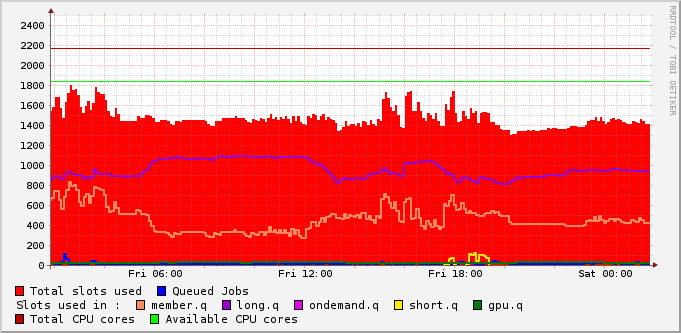 RRDTOOL / TOBI OETIKER
2400
2200
2000
1800
1600
1400
1200
1000
800
600
400
200
0
Fri 06:00 Fri 12:00 Fri 18:00 Sat 00:00
Total slots used Queued Jobs
Slots used in : member.q long.q ondemand.q short.q gpu.q
Total CPU cores Available CPU cores